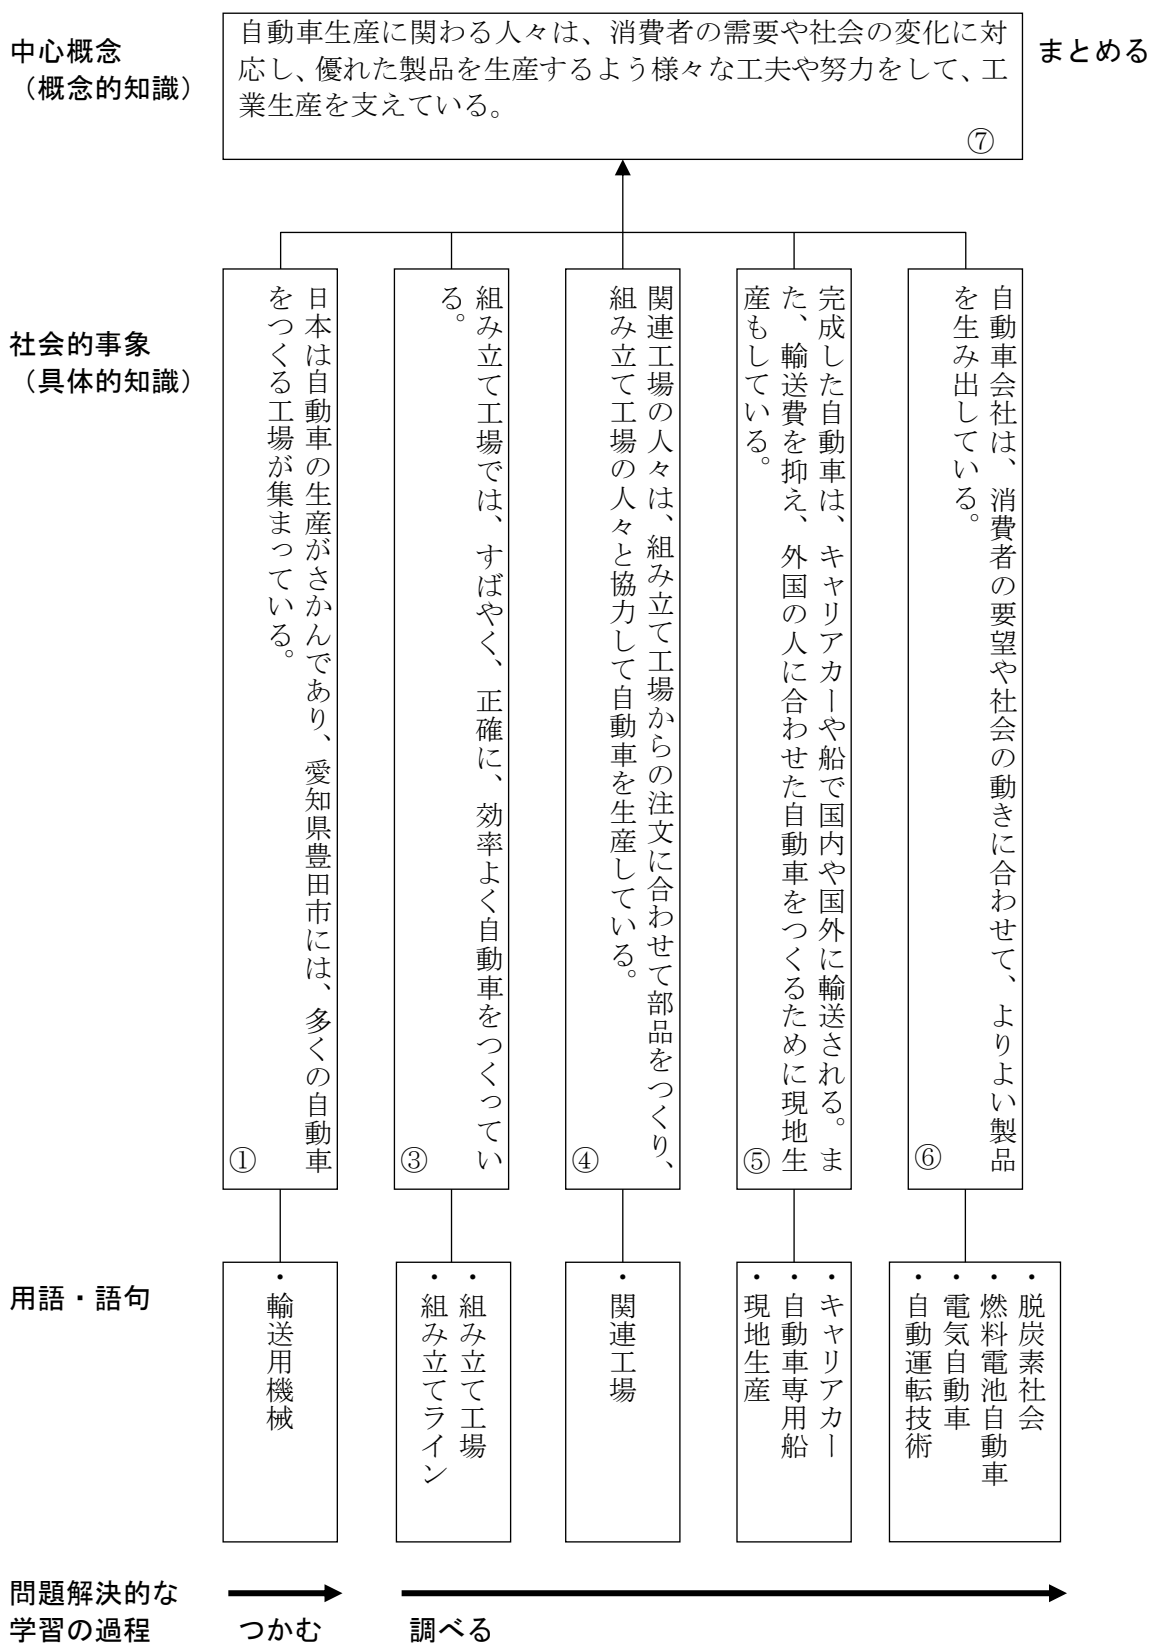 中心概念
（概念的知識）
自動車生産に関わる人々は、消費者の需要や社会の変化に対
応し、優れた製品を生産するよう様々な工夫や努力をして、工
業生産を支えている。
⑦
まとめる
社会的事象
（具体的知識）
日本は自動車の生産がさかんであり、愛知県豊田市には、多くの自動車
をつくる工場が集まっている。
①
組み立て工場では、すばやく、正確に、効率よく自動車をつくってい
る。
③
関連工場の人々は、組み立て工場からの注文に合わせて部品をつくり、
組み立て工場の人々と協力して自動車を生産している。
④
完成した自動車は、キャリアカーや船で国内や国外に輸送される。ま
た、輸送費を抑え、外国の人に合わせた自動車をつくるために現地生
産もしている。
⑤
自動車会社は、消費者の要望や社会の動きに合わせて、よりよい製品
を生み出している。
⑥
用語・語句
・輸送用機械
・組み立て工場
・組み立てライン
・関連工場
・キャリアカー
・自動車専用船
・現地生産
・脱炭素社会
・燃料電池自動車
・電気自動車
・自動運転技術
問題解決的な
学習の過程
つかむ
調べる